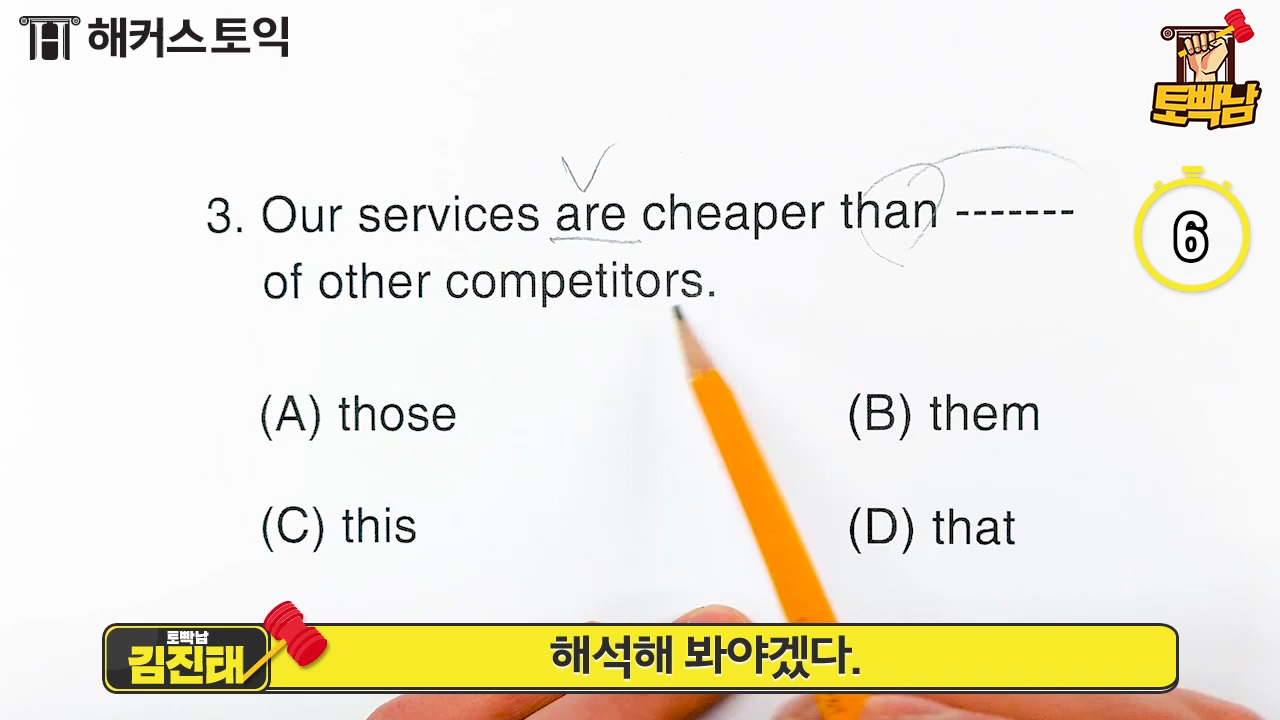 해커스토익
토빡남
3. Our services are cheaper than -------
of other competitors.
6
(A) those
(B) them
(C) this
(D) that
토빡남
김진태
해석해 봐야겠다.